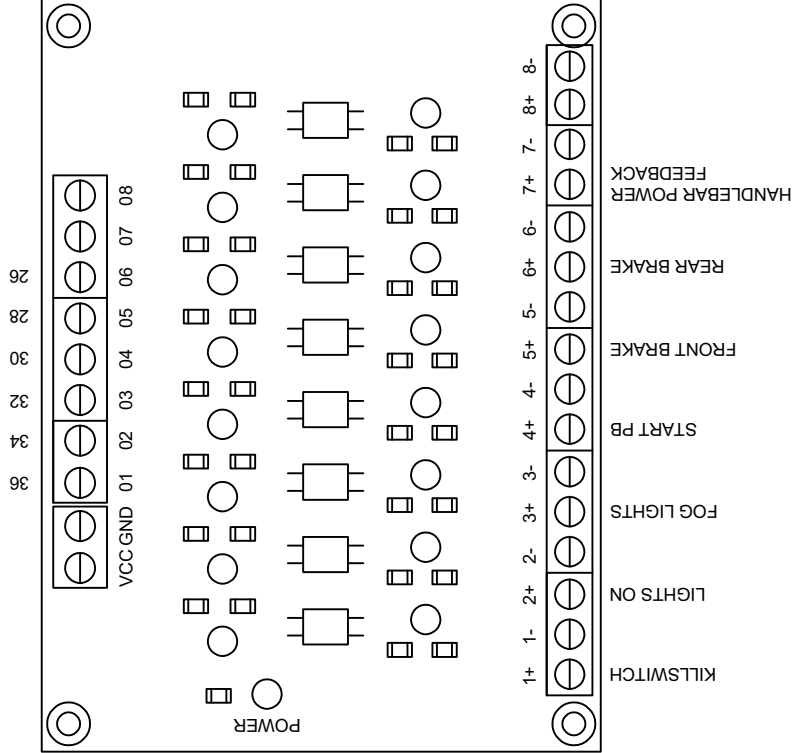 8-
8+
7-
7+
6-
6+
5-
5+
4-
4+
3-
3+
2-
2+
1-
1+
HANDLEBAR POWER
FEEDBACK
REAR BRAKE
FRONT BRAKE
START PB
FOG LIGHTS
LIGHTS ON
KILLSWITCH
08
07
06
05
04
03
02
01
GND
VCC
26
28
30
32
34
36
POWER